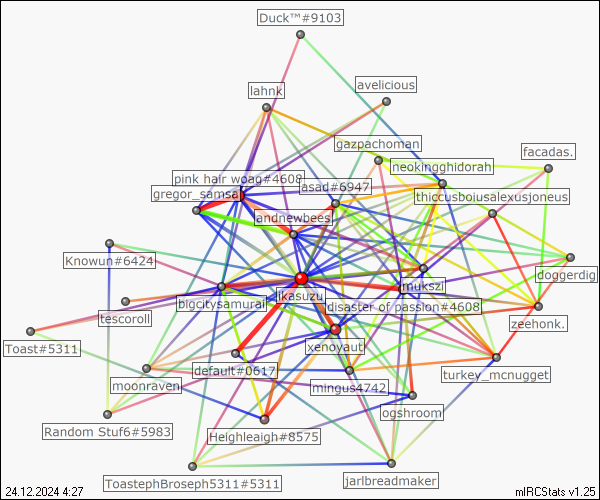 Duck™#9103
avelicious
lahnk
gazpachoman
facadas.
neokingghidorah
pink hair woag#4608
asad#6947
gregor_samsa
thiccusboiusalexusjoneus
andnewbees
Knowun#6424
doggerdig
mukszi
jikasuzu
bigcitysamurai
disaster of passion#4608
tescoroll
zeehonk.
Toast#5311
xenoyaut
default#0617
turkey_mcnugget
moonraven
mingus4742
ogshroom
Random Stuf6#5983
Heighleaigh#8575
jarlbreadmaker
ToastephBroseph5311#5311
24.12.2024 4:27
mIRCStats v1.25